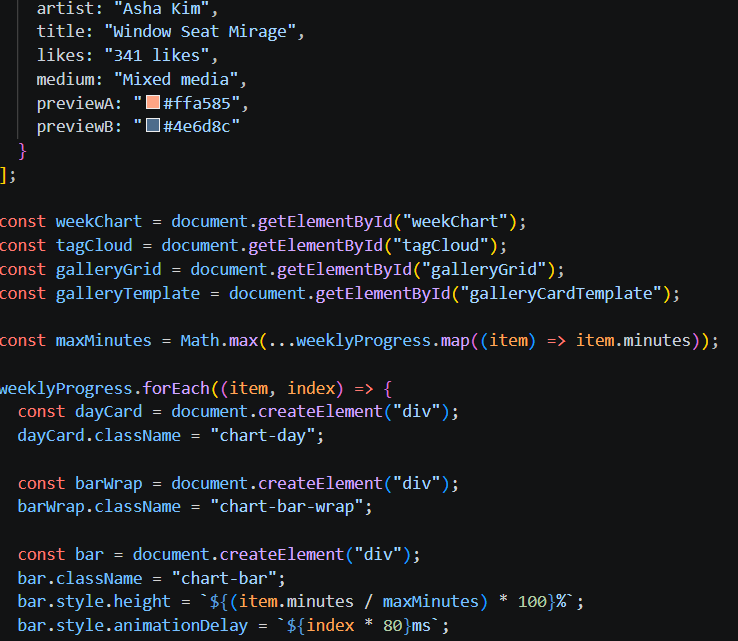 artist: "Asha Kim",
title: "Window Seat Mirage",
likes: "341 likes",
medium: "Mixed media",
previewA: "#ffa585",
previewB: "#4e6d8c"
}
];
const weekChart = document.getElementById("weekChart");
const tagCloud = document.getElementById("tagCloud");
const galleryGrid = document.getElementById("galleryGrid");
const galleryTemplate = document.getElementById("galleryCardTemplate");
const maxMinutes = Math.max(...weeklyProgress.map((item) => item.minutes));
weeklyProgress.forEach((item, index) => {
const dayCard = document.createElement("div");
dayCard.className = "chart-day";
const barWrap = document.createElement("div");
barWrap.className = "chart-bar-wrap";
const bar = document.createElement("div");
bar.className = "chart-bar";
bar.style.height = `${(item.minutes / maxMinutes) * 100}%`;
bar.style.animationDelay = `${index * 80}ms`;